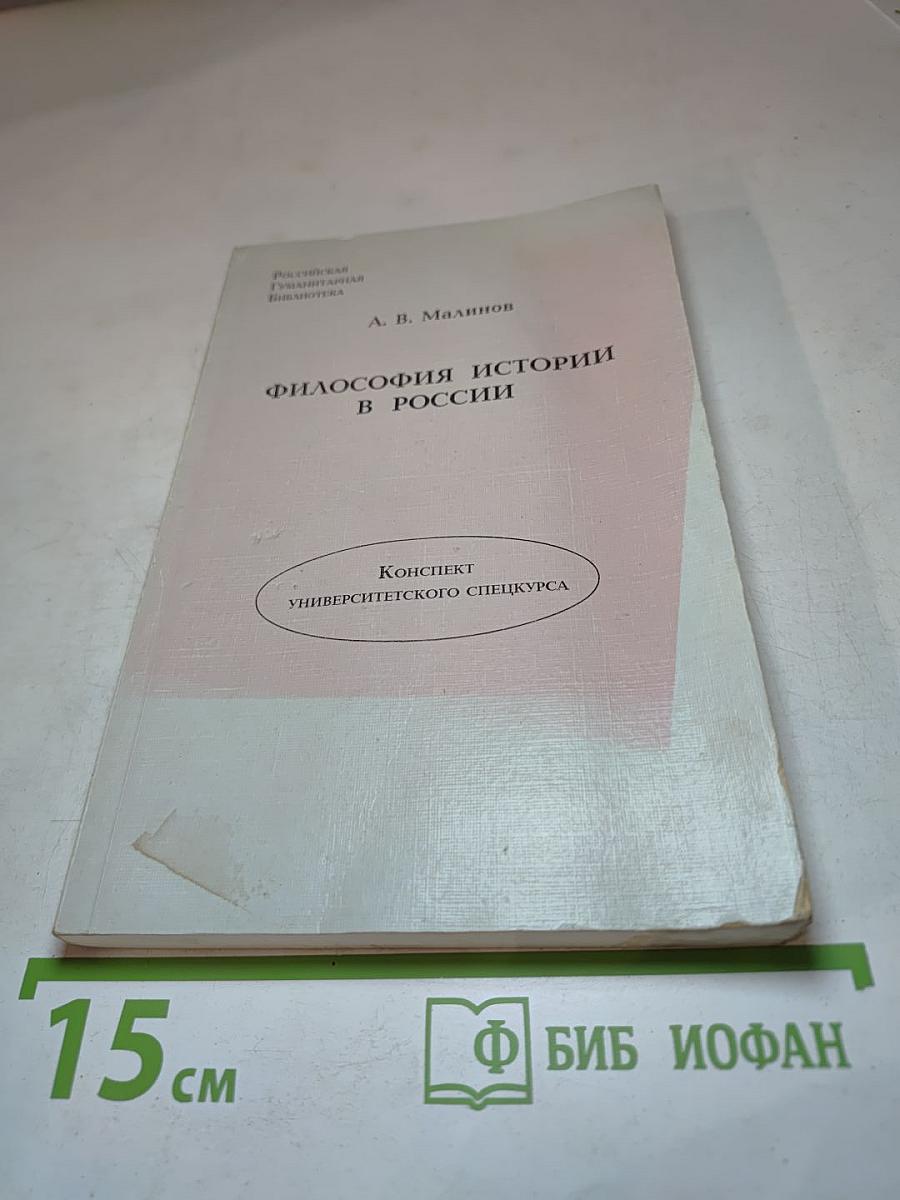 Российская
Гуманитарная
Библиотека
А. В. Малинов
ФИЛОСОФИЯ ИСТОРИИ
В РОССИИ
Конспект
университетского спецкурса
15 см
Ф БИБ ИОФАН